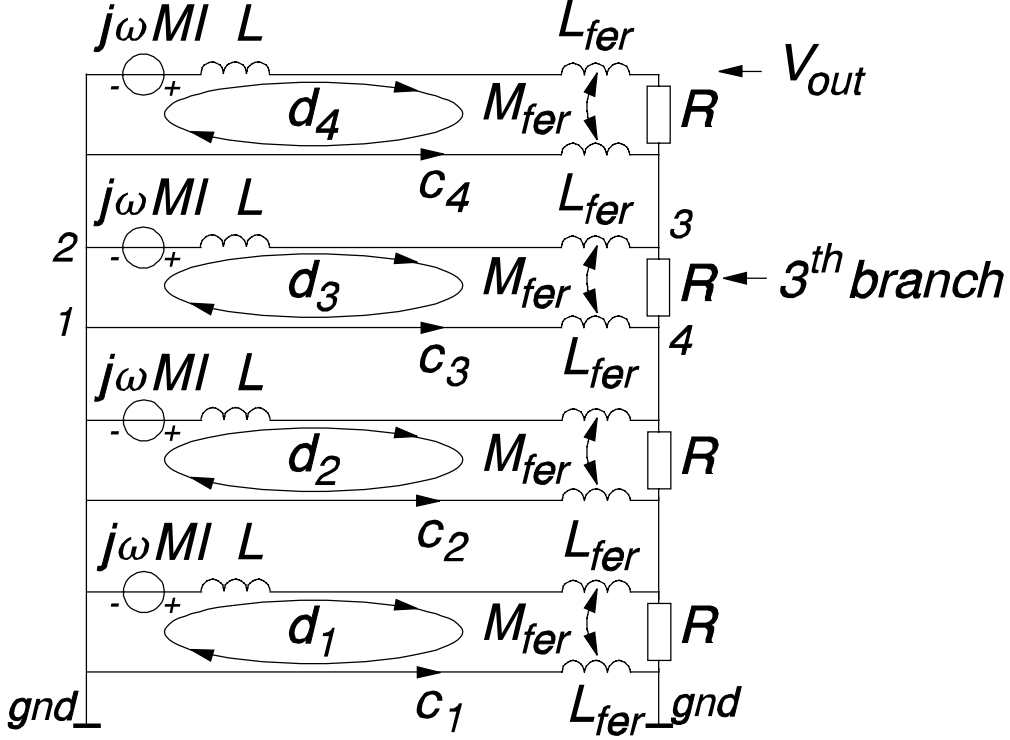 jωMI L L_fer
V_out
- + d_4 M_fer R
c_4
jωMI L L_fer 3
2
- + d_3 M_fer R 3^th branch
1 4
c_3 L_fer
jωMI L
- + d_2 M_fer R
c_2
jωMI L L_fer
- + d_1 M_fer R
gnd c_1 L_fer gnd